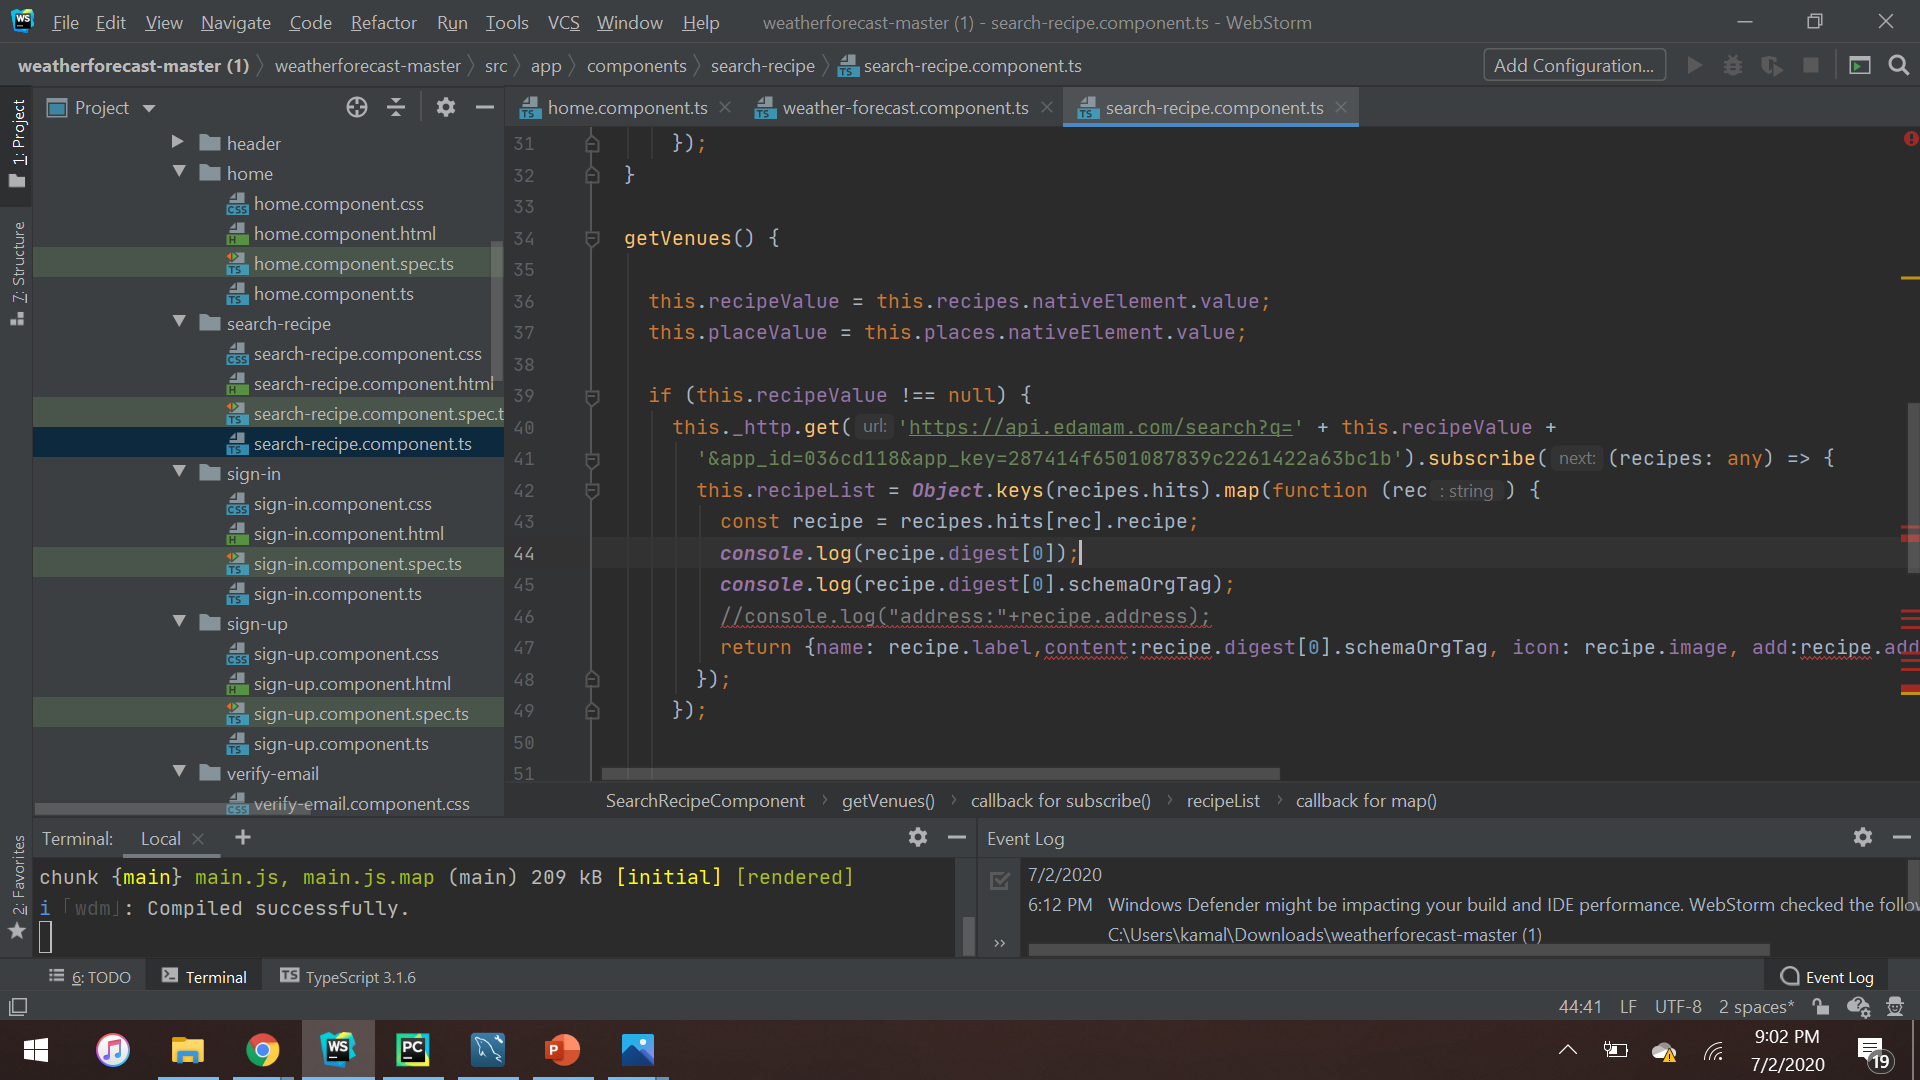 File Edit View Navigate Code Refactor Run Tools VCS Window Help weatherforecast-master (1) - search-recipe.component.ts - WebStorm
weatherforecast-master (1) weatherforecast-master src app components search-recipe search-recipe.component.ts Add Configuration...
Project
home.component.ts weather-forecast.component.ts search-recipe.component.ts
1: Project
7: Structure
2: Favorites
header
home
home.component.css
home.component.html
home.component.spec.ts
home.component.ts
search-recipe
search-recipe.component.css
search-recipe.component.html
search-recipe.component.spec.t
search-recipe.component.ts
sign-in
sign-in.component.css
sign-in.component.html
sign-in.component.spec.ts
sign-in.component.ts
sign-up
sign-up.component.css
sign-up.component.html
sign-up.component.spec.ts
sign-up.component.ts
verify-email
verify-email.component.css
31 });
32 }
33
34 getVenues() {
35
36 this.recipeValue = this.recipes.nativeElement.value;
37 this.placeValue = this.places.nativeElement.value;
38
39 if (this.recipeValue !== null) {
40 this._http.get( url: 'https://api.edamam.com/search?q=' + this.recipeValue +
41 '&app_id=036cd118&app_key=287414f6501087839c2261422a63bc1b').subscribe( next: (recipes: any) => {
42 this.recipeList = Object.keys(recipes.hits).map(function (rec : string ) {
43 const recipe = recipes.hits[rec].recipe;
44 console.log(recipe.digest[0]);
45 console.log(recipe.digest[0].schemaOrgTag);
46 //console.log("address:"+recipe.address);
47 return {name: recipe.label,content:recipe.digest[0].schemaOrgTag, icon: recipe.image, add:recipe.add
48 });
49 });
50
51
SearchRecipeComponent getVenues() callback for subscribe() recipeList callback for map()
Terminal: Local
chunk {main} main.js, main.js.map (main) 209 kB [initial] [rendered]
i 「wdm」: Compiled successfully.
Event Log
7/2/2020
6:12 PM Windows Defender might be impacting your build and IDE performance. WebStorm checked the follow
C:\Users\kamal\Downloads\weatherforecast-master (1)
6: TODO Terminal TypeScript 3.1.6 Event Log
44:41 LF UTF-8 2 spaces*
9:02 PM
7/2/2020
19